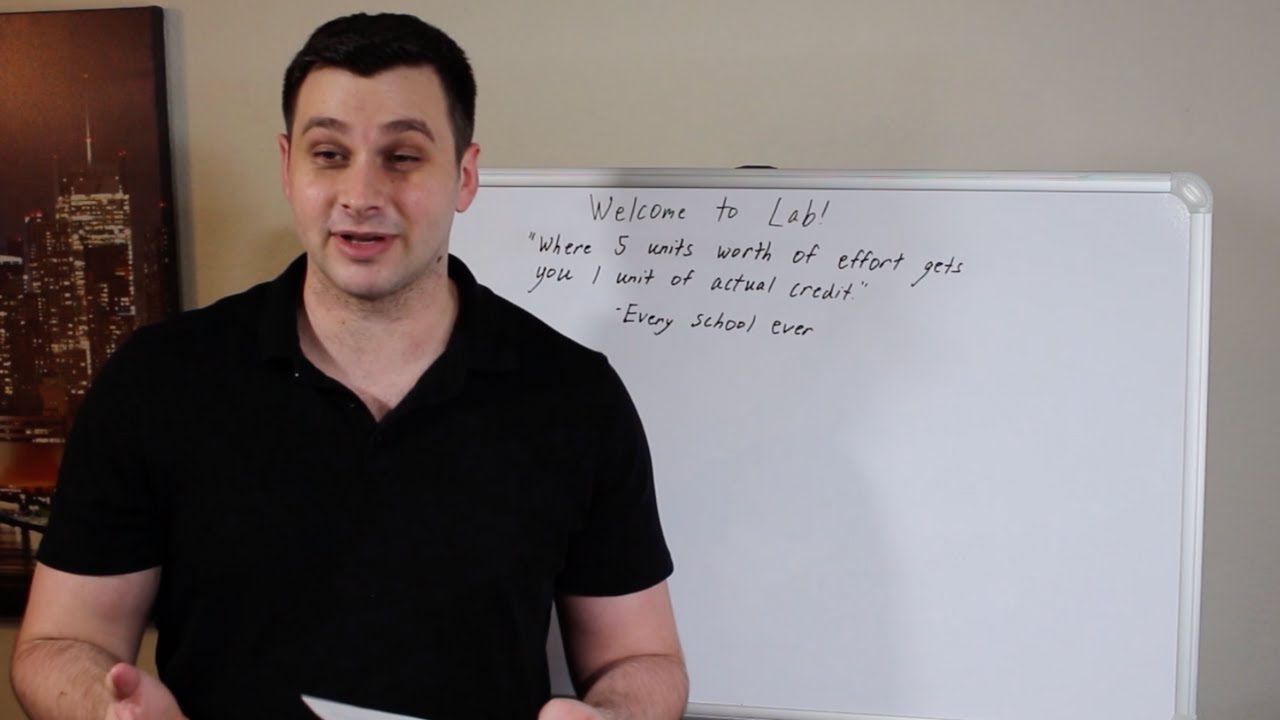 Welcome to Lab!
"Where 5 units worth of effort gets
you 1 unit of actual credit."
-Every school ever